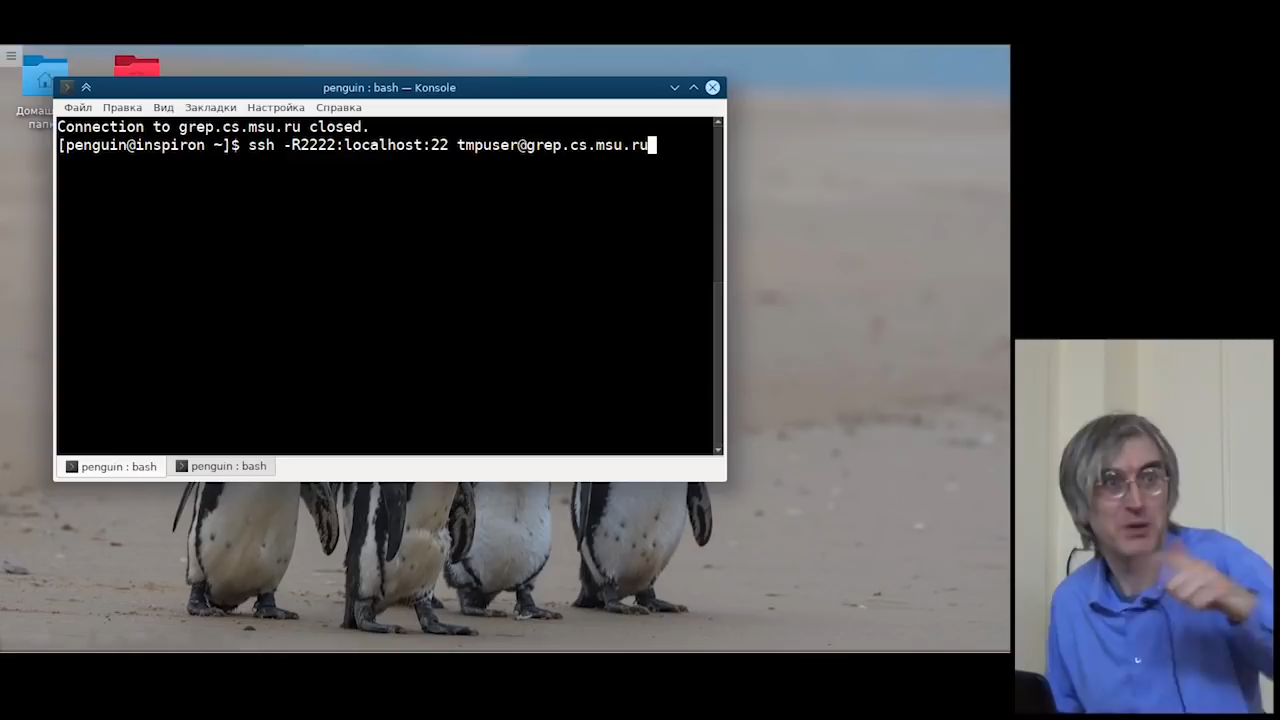 penguin : bash — Konsole
Файл Правка Вид Закладки Настройка Справка
Connection to grep.cs.msu.ru closed.
[penguin@inspiron ~]$ ssh -R2222:localhost:22 tmpuser@grep.cs.msu.ru
penguin : bash penguin : bash